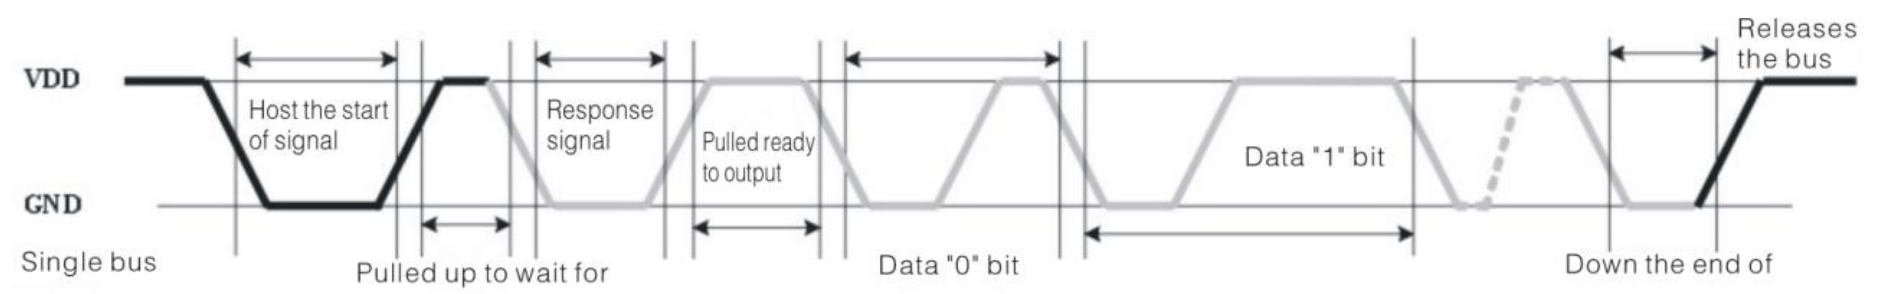 Releases
the bus
VDD
Host the start
of signal
Response
signal
Pulled ready
to output
Data "1" bit
GND
Single bus
Pulled up to wait for
Data "0" bit
Down the end of